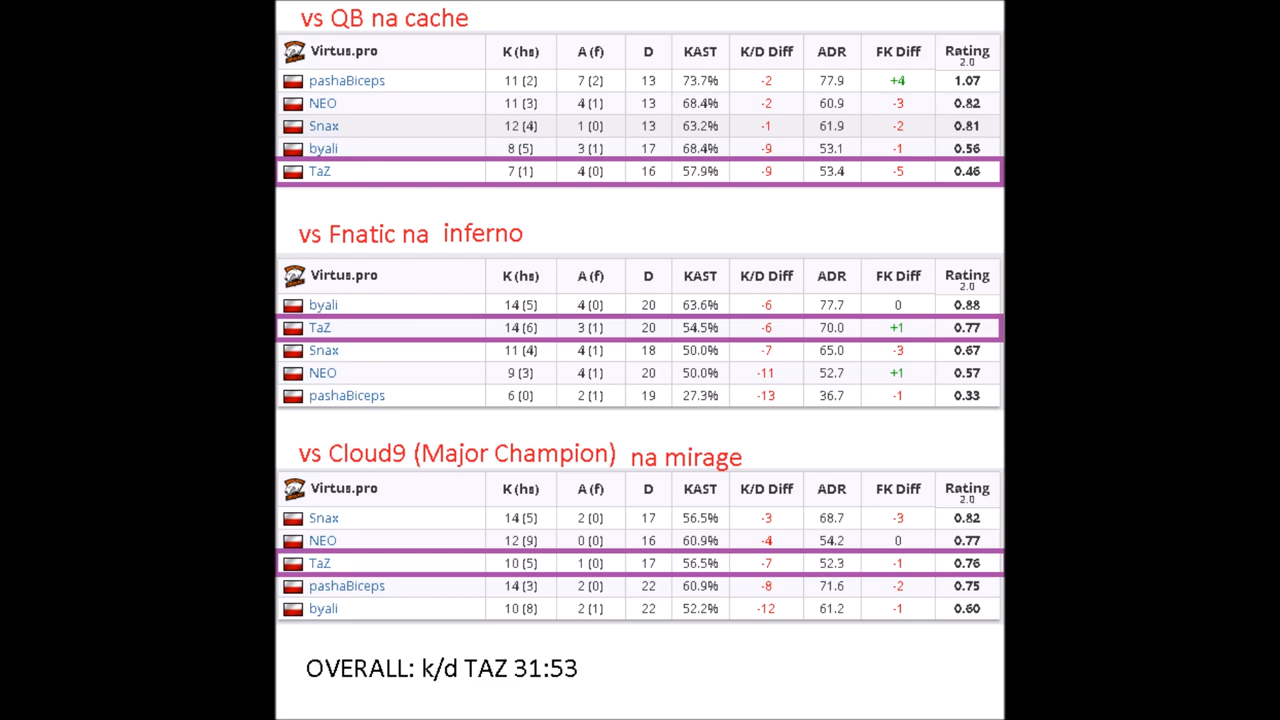 vs QB na cache
Virtus.pro K (hs) A (f) D KAST K/D Diff ADR FK Diff Rating 2.0
pashaBiceps 11 (2) 7 (2) 13 73.7% -2 77.9 +4 1.07
NEO 11 (3) 4 (1) 13 68.4% -2 60.9 -3 0.82
Snax 12 (4) 1 (0) 13 63.2% -1 61.9 -2 0.81
byali 8 (5) 3 (1) 17 68.4% -9 53.1 -1 0.56
TaZ 7 (1) 4 (0) 16 57.9% -9 53.4 -5 0.46
vs Fnatic na inferno
Virtus.pro K (hs) A (f) D KAST K/D Diff ADR FK Diff Rating 2.0
byali 14 (5) 4 (0) 20 63.6% -6 77.7 0 0.88
TaZ 14 (6) 3 (1) 20 54.5% -6 70.0 +1 0.77
Snax 11 (4) 4 (1) 18 50.0% -7 65.0 -3 0.67
NEO 9 (3) 4 (1) 20 50.0% -11 52.7 +1 0.57
pashaBiceps 6 (0) 2 (1) 19 27.3% -13 36.7 -1 0.33
vs Cloud9 (Major Champion) na mirage
Virtus.pro K (hs) A (f) D KAST K/D Diff ADR FK Diff Rating 2.0
Snax 14 (5) 2 (0) 17 56.5% -3 68.7 -3 0.82
NEO 12 (9) 0 (0) 16 60.9% -4 54.2 0 0.77
TaZ 10 (5) 1 (0) 17 56.5% -7 52.3 -1 0.76
pashaBiceps 14 (3) 2 (0) 22 60.9% -8 71.6 -2 0.75
byali 10 (8) 2 (1) 22 52.2% -12 61.2 -1 0.60
OVERALL: k/d TAZ 31:53